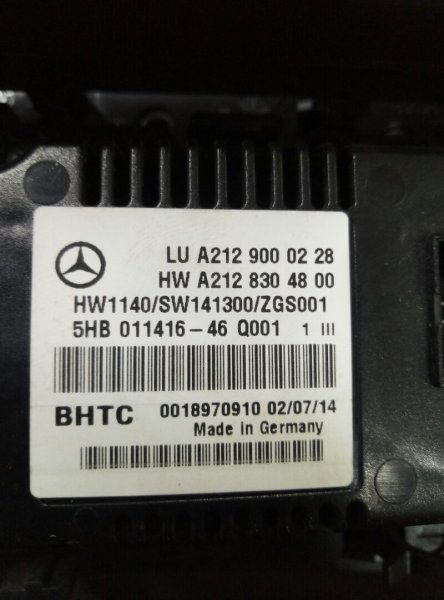 LU A212 900 02 28
HW A212 830 48 00
HW1140/SW141300/ZGS001
5HB 011416-46 Q001 1 III
BHTC 0018970910 02/07/14
Made in Germany